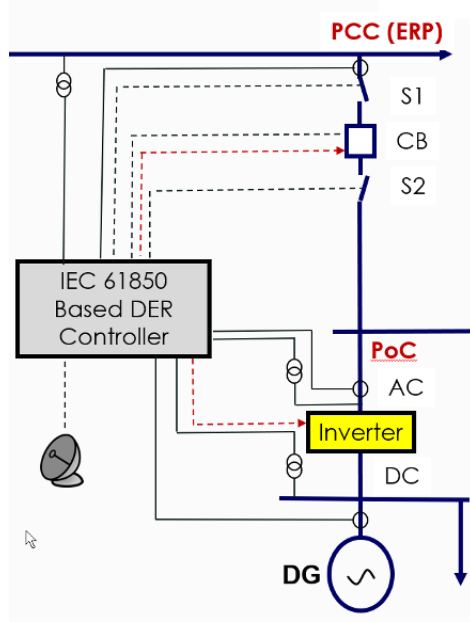 PCC (ERP)
S1
CB
S2
IEC 61850
Based DER
Controller
PoC
AC
Inverter
DC
DG